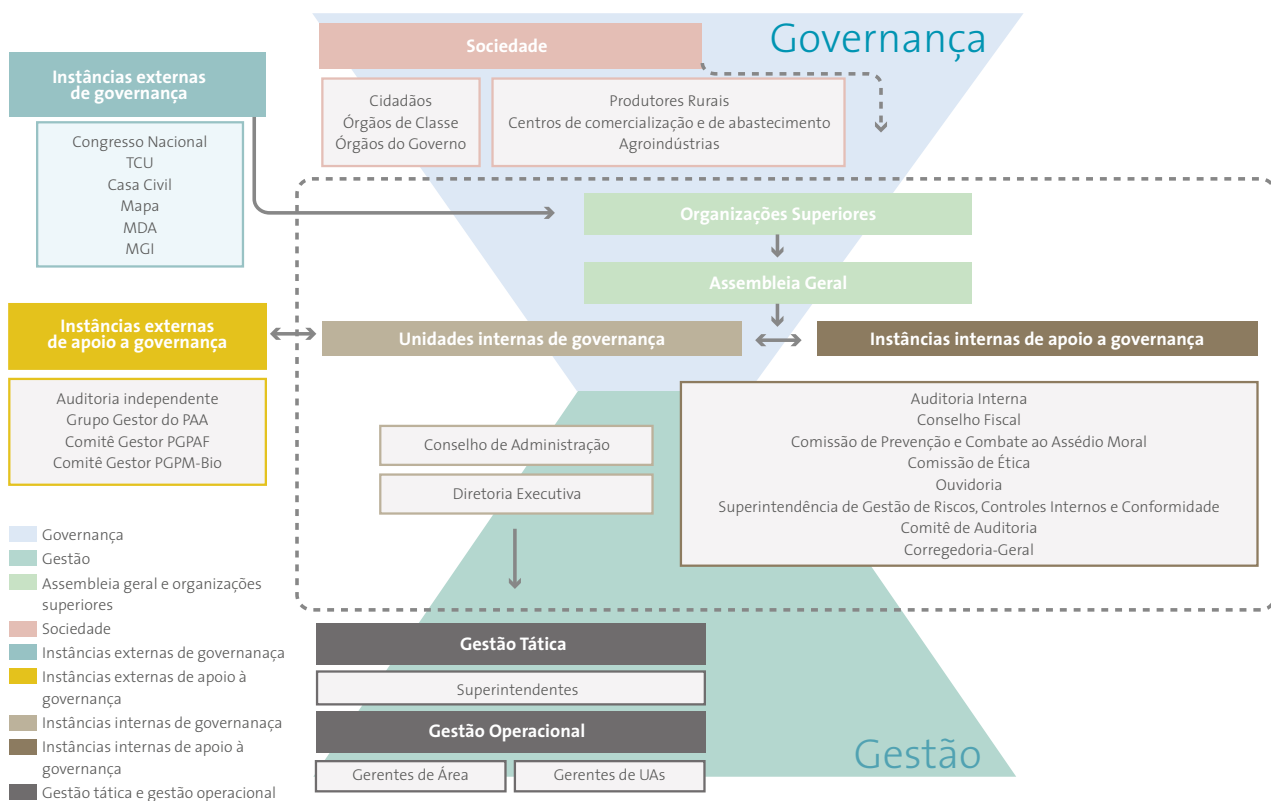 Governança
Sociedade
Cidadãos
Órgãos de Classe
Órgãos do Governo
Produtores Rurais
Centros de comercialização e de abastecimento
Agroindústrias
Instâncias externas
de governança
Congresso Nacional
TCU
Casa Civil
Mapa
MDA
MGI
Organizações Superiores
Assembleia Geral
Instâncias externas
de apoio a governança
Unidades internas de governança
Instâncias internas de apoio a governança
Auditoria independente
Grupo Gestor do PAA
Comitê Gestor PGPAF
Comitê Gestor PGPM-Bio
Conselho de Administração
Diretoria Executiva
Auditoria Interna
Conselho Fiscal
Comissão de Prevenção e Combate ao Assédio Moral
Comissão de Ética
Ouvidoria
Superintendência de Gestão de Riscos, Controles Internos e Conformidade
Comitê de Auditoria
Corregedoria-Geral
Gestão Tática
Superintendentes
Gestão Operacional
Gerentes de Área
Gerentes de UAs
Gestão
Governança
Gestão
Assembleia geral e organizações
superiores
Sociedade
Instâncias externas de governanaça
Instâncias externas de apoio à
governança
Instâncias internas de governanaça
Instâncias internas de apoio à
governança
Gestão tática e gestão operacional